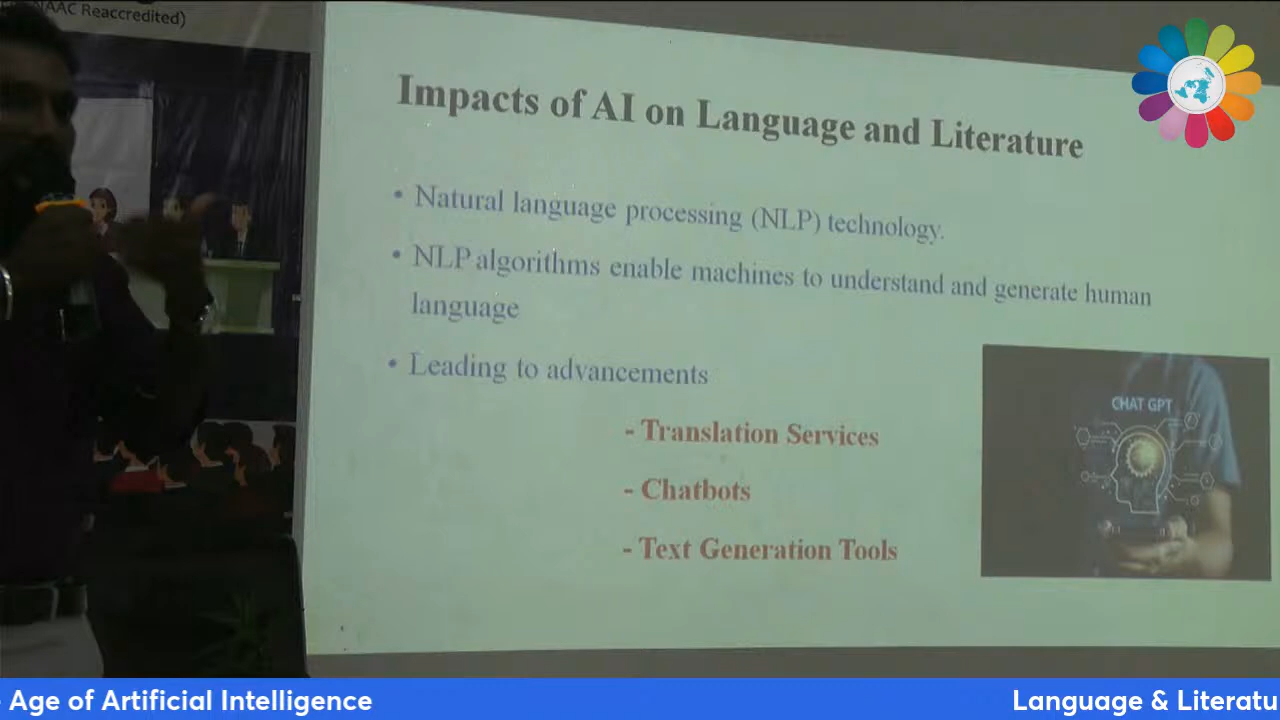 NAAC Reaccredited)
Impacts of AI on Language and Literature
• Natural language processing (NLP) technology.
• NLP algorithms enable machines to understand and generate human
language
• Leading to advancements
- Translation Services
- Chatbots
- Text Generation Tools
CHAT GPT
Age of Artificial Intelligence
Language & Literatu